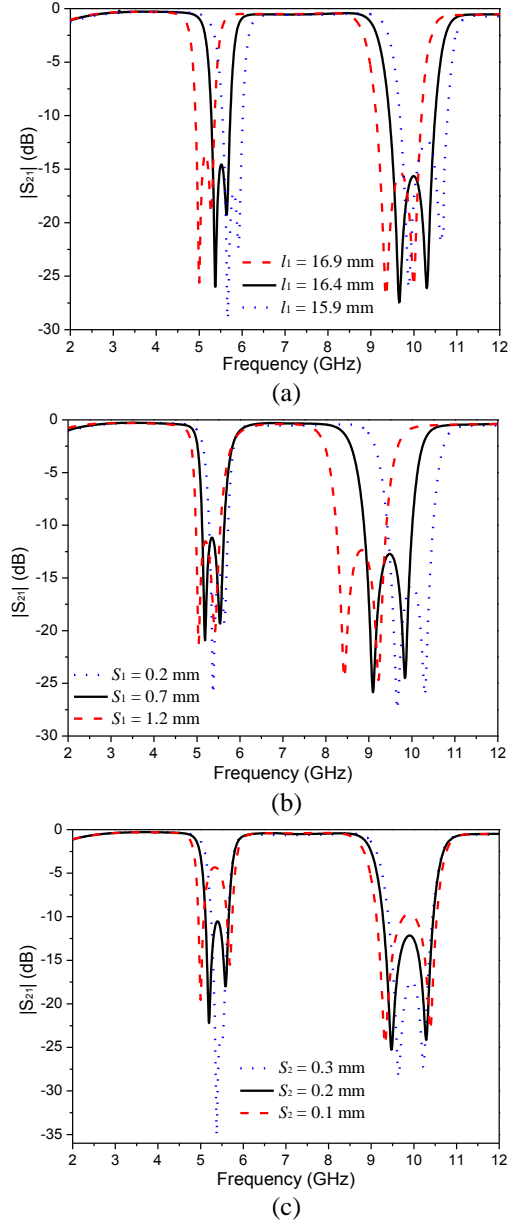 0
-5
-10
-15
-20
-25
-30
|S₂₁| (dB)
l₁ = 16.9 mm
l₁ = 16.4 mm
l₁ = 15.9 mm
2 3 4 5 6 7 8 9 10 11 12
Frequency (GHz)
(a)
0
-5
-10
-15
-20
-25
-30
|S₂₁| (dB)
S₁ = 0.2 mm
S₁ = 0.7 mm
S₁ = 1.2 mm
2 3 4 5 6 7 8 9 10 11 12
Frequency (GHz)
(b)
0
-5
-10
-15
-20
-25
-30
-35
|S₂₁| (dB)
S₂ = 0.3 mm
S₂ = 0.2 mm
S₂ = 0.1 mm
2 3 4 5 6 7 8 9 10 11 12
Frequency (GHz)
(c)